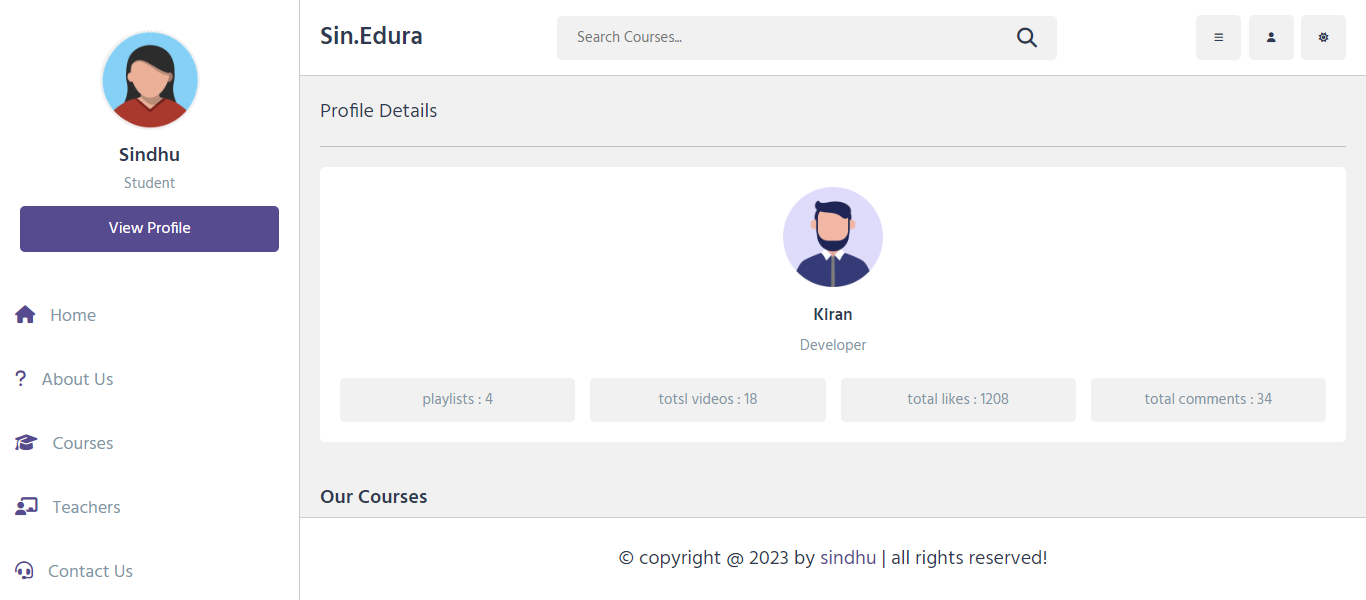 Sindhu
Student
View Profile
Home
? About Us
Courses
Teachers
Contact Us
Sin.Edura
Search Courses...
Profile Details
Kiran
Developer
playlists : 4
totsl videos : 18
total likes : 1208
total comments : 34
Our Courses
© copyright @ 2023 by sindhu | all rights reserved!